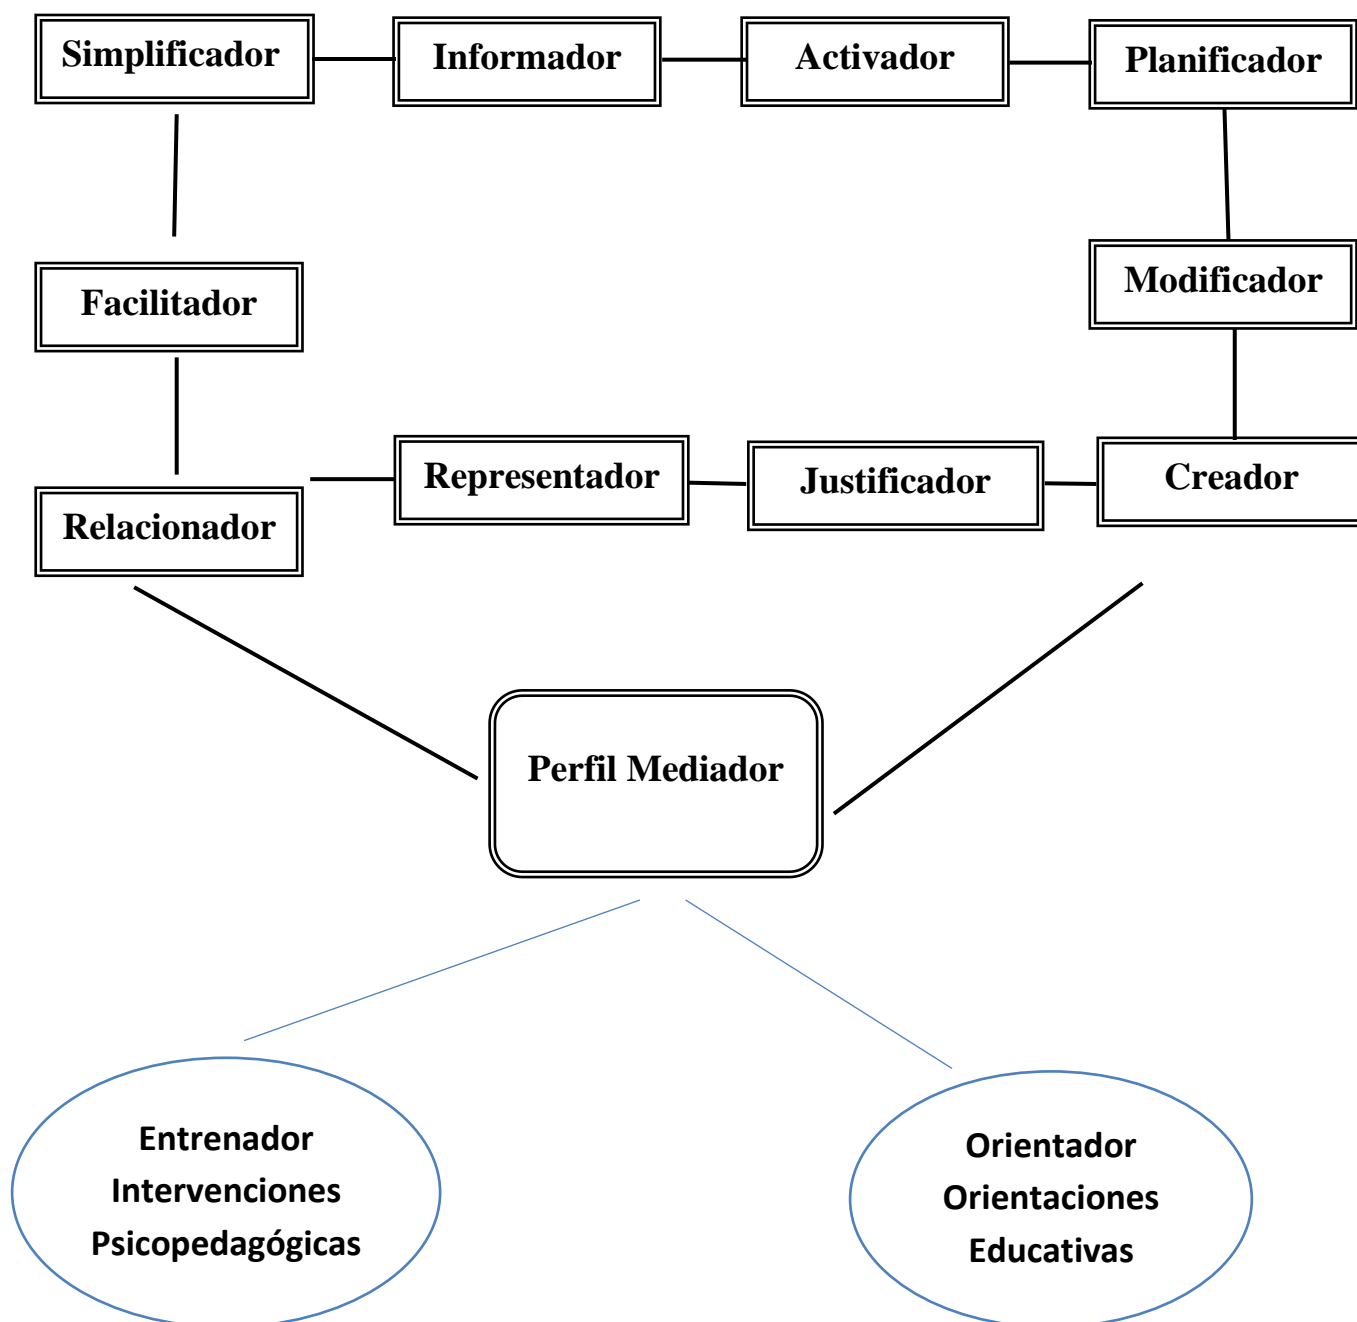 Simplificador
Informador
Activador
Planificador
Facilitador
Modificador
Relacionador
Representador
Justificador
Creador
Perfil Mediador
Entrenador
Intervenciones
Psicopedagógicas
Orientador
Orientaciones
Educativas